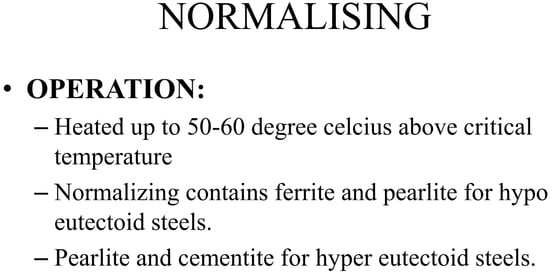 NORMALISING
• OPERATION:
– Heated up to 50-60 degree celcius above critical
temperature
– Normalizing contains ferrite and pearlite for hypo
eutectoid steels.
– Pearlite and cementite for hyper eutectoid steels.